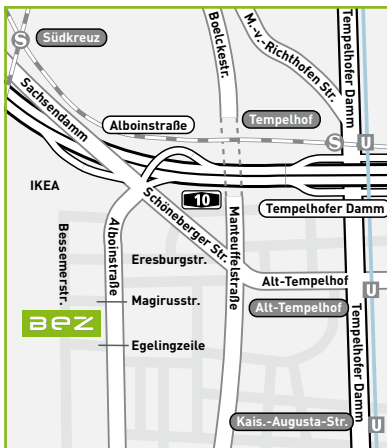 S
Südkreuz
Boelckestr.
M.-v.-Richthofen Str.
Tempelhofer Damm
Sachsendamm
Alboinstraße
Tempelhof
S
U
IKEA
10
Schöneberger Str.
Tempelhofer Damm
Bessemerstr.
Alboinstraße
Manteuffelstraße
Eresburgstr.
Alt-Tempelhof
U
Magirusstr.
Alt-Tempelhof
BEZ
Tempelhofer Damm
Egelingzeile
Kais.-Augusta-Str.
U